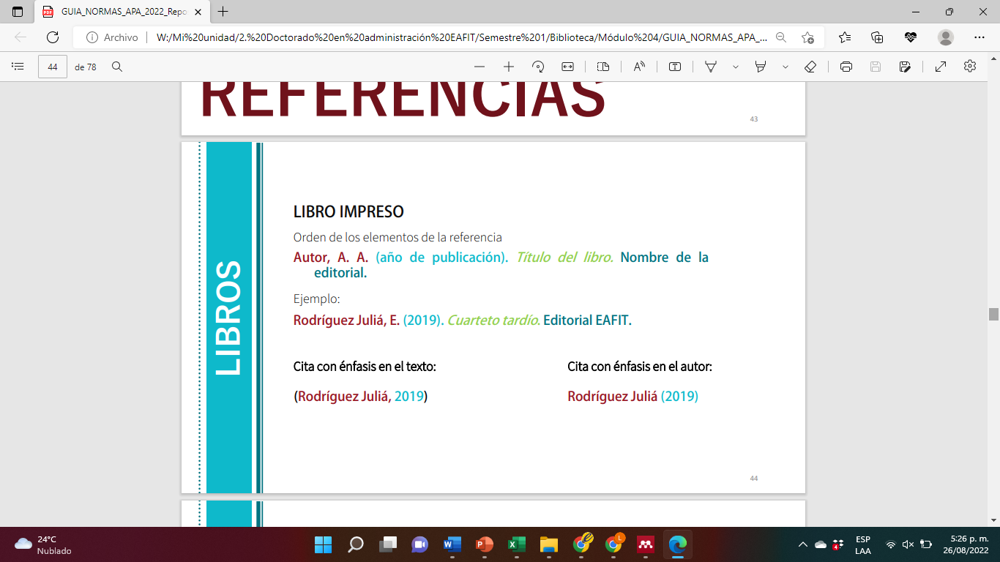 GUIA_NORMAS_APA_2022_Repo
Archivo
W:/Mi%20unidad/2.%20Doctorado%20en%20administración%20EAFIT/Semestre%201/Biblioteca/Módulo%204/GUIA_NORMAS_APA_...
44 de 78
REFERENCIAS
43
LIBROS
LIBRO IMPRESO
Orden de los elementos de la referencia
Autor, A. A. (año de publicación). Título del libro. Nombre de la
editorial.
Ejemplo:
Rodríguez Juliá, E. (2019). Cuarteto tardío. Editorial EAFIT.
Cita con énfasis en el texto:
Cita con énfasis en el autor:
(Rodríguez Juliá, 2019)
Rodríguez Juliá (2019)
44
24°C
Nublado
ESP
LAA
5:26 p. m.
26/08/2022